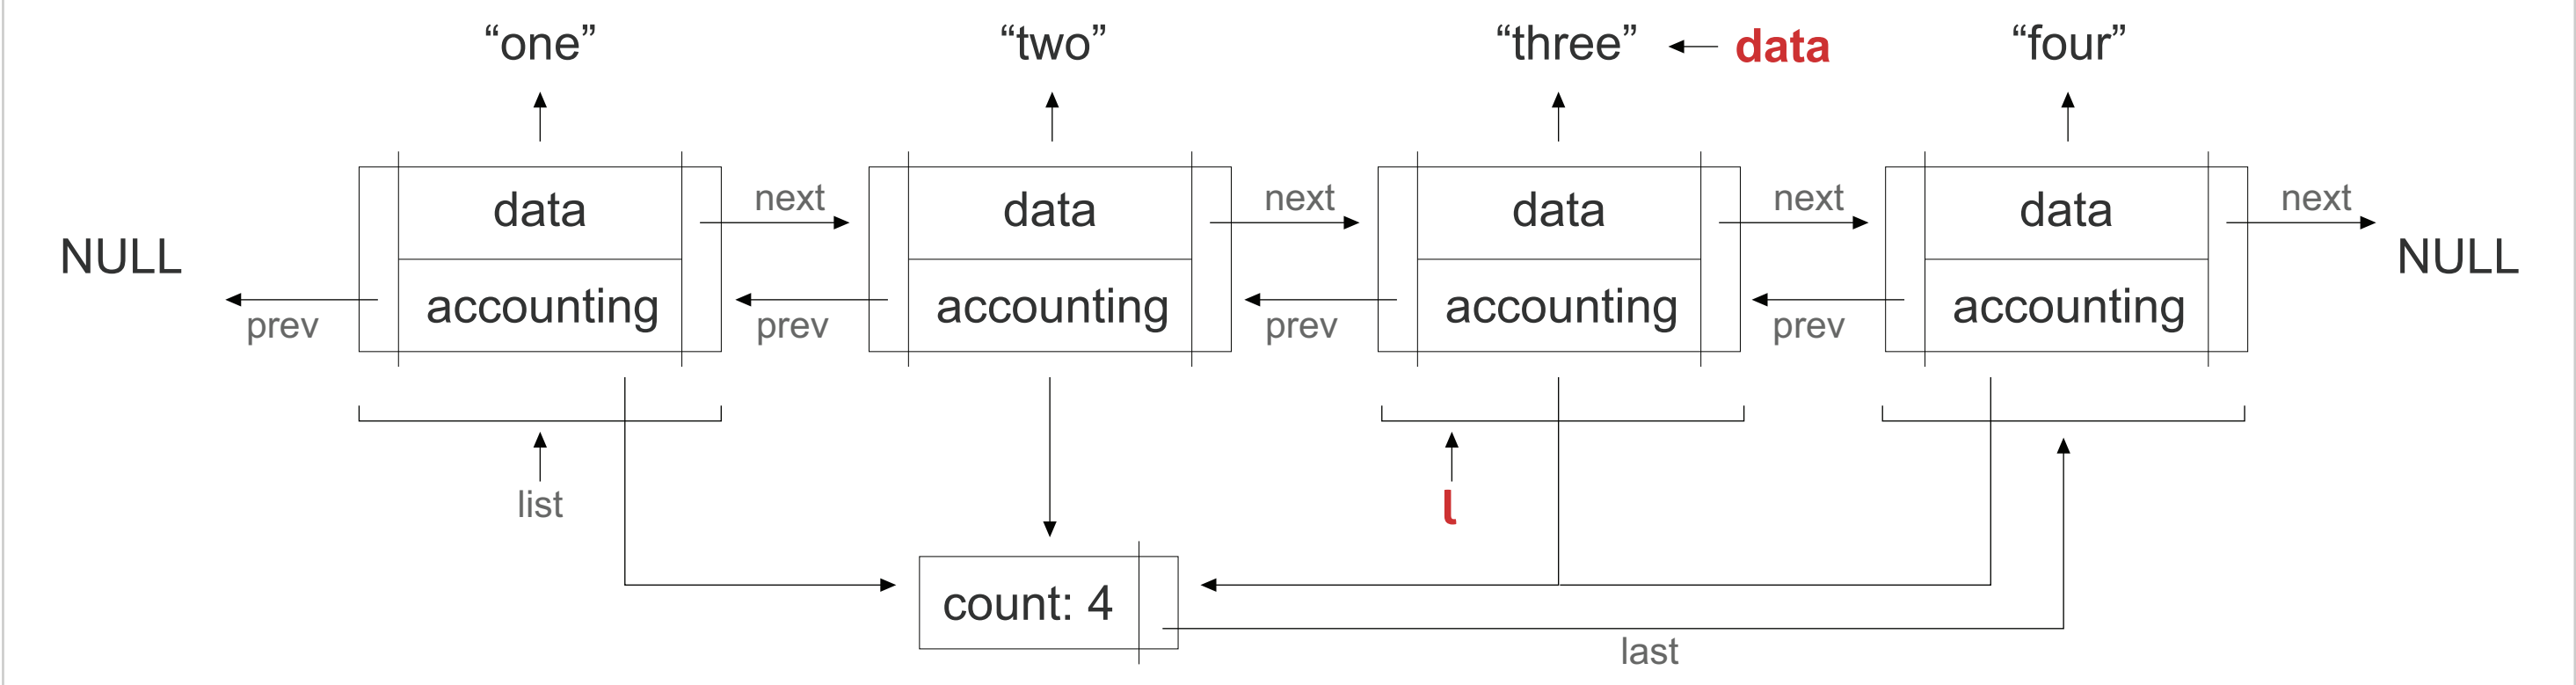 “one”
“two”
“three”
data
“four”
data
next
data
next
data
next
data
next
NULL
NULL
accounting
accounting
accounting
accounting
prev
prev
prev
prev
list
l
count: 4
last